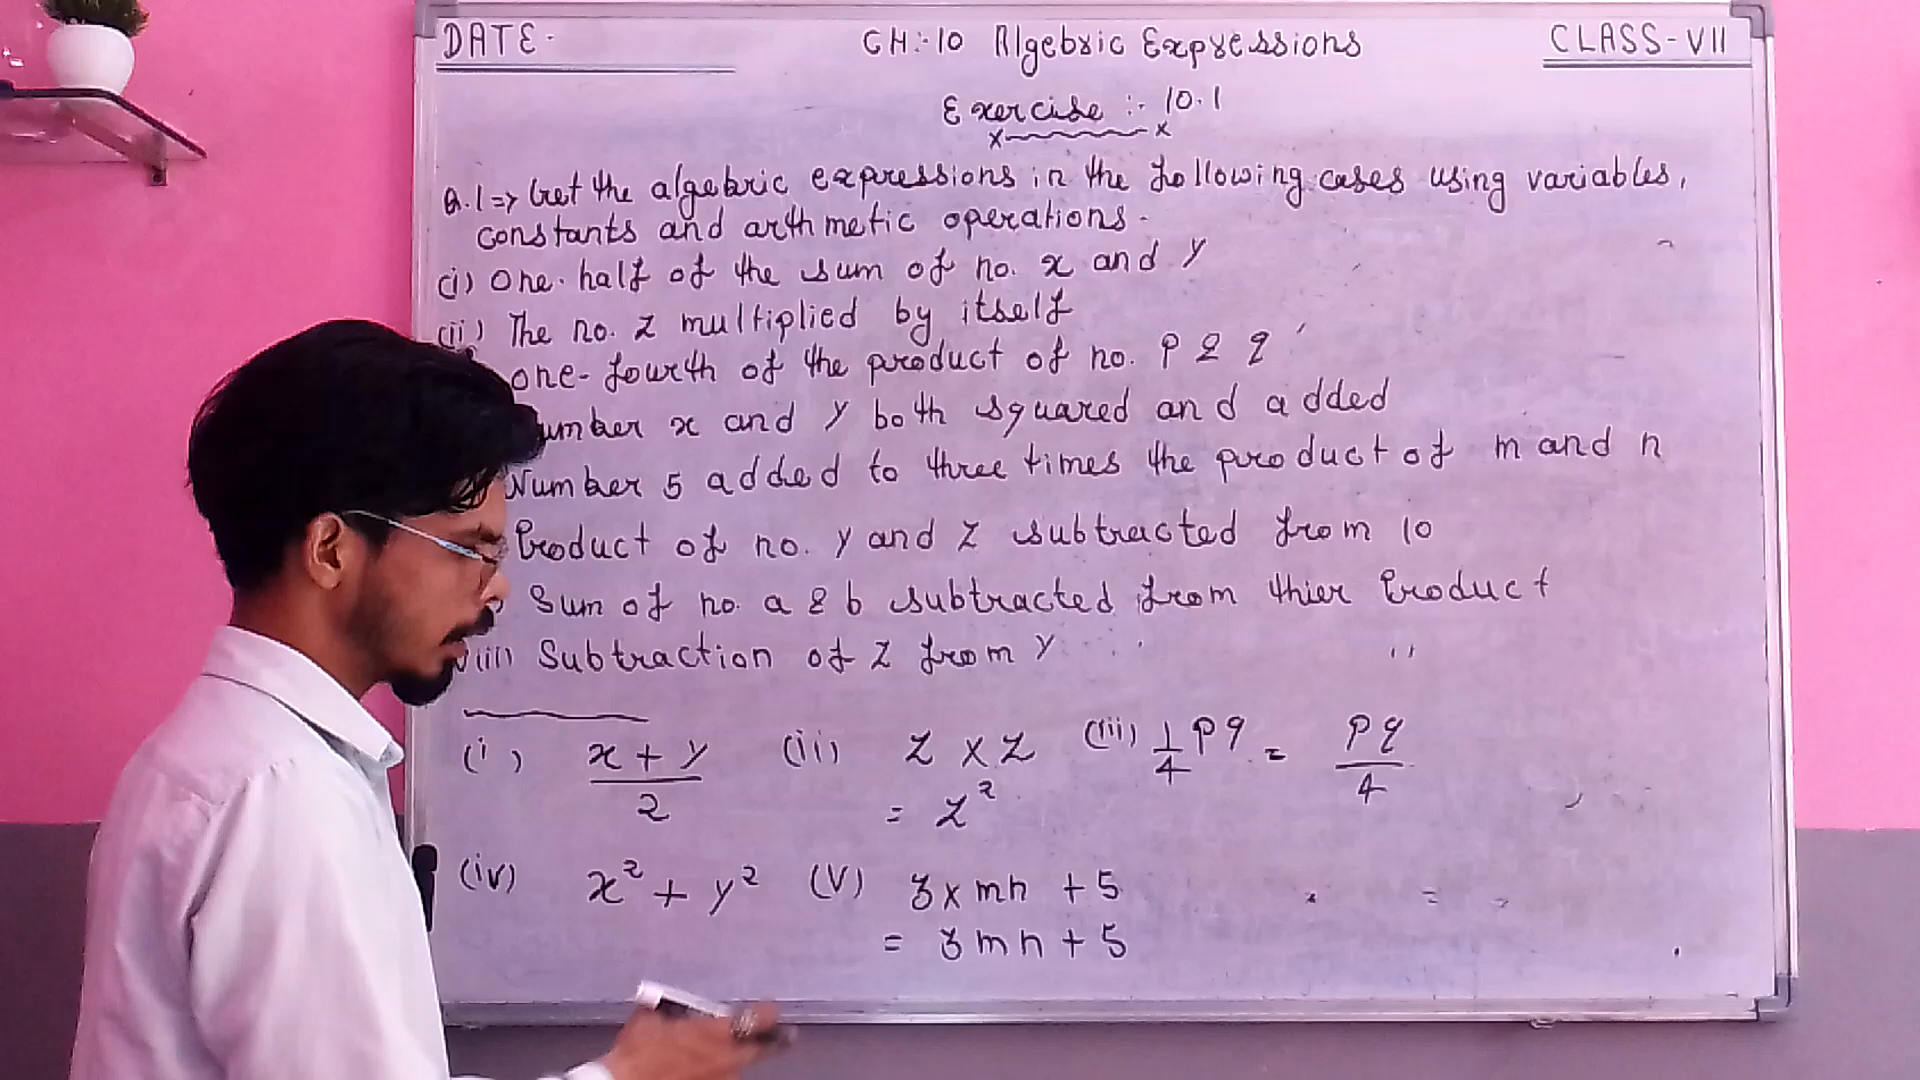 DATE-
CH:-10 Algebric Expressions
CLASS-VII
Exercise :- 10.1
Q.1=> Get the algebric expressions in the following cases using variables,
constants and arthmetic operations-
(i) One-half of the sum of no. x and y
(ii) The no. z multiplied by itself
one-fourth of the product of no. p & q
umber x and y both squared and added
Number 5 added to three times the product of m and n
Product of no. y and z subtracted from 10
Sum of no. a & b subtracted from thier Product
viii) Subtraction of z from y
(i) x + y / 2 (ii) z × z (iii) 1/4 pq = pq / 4
= z²
(iv) x² + y² (v) 3 × mn + 5
= 3mn + 5